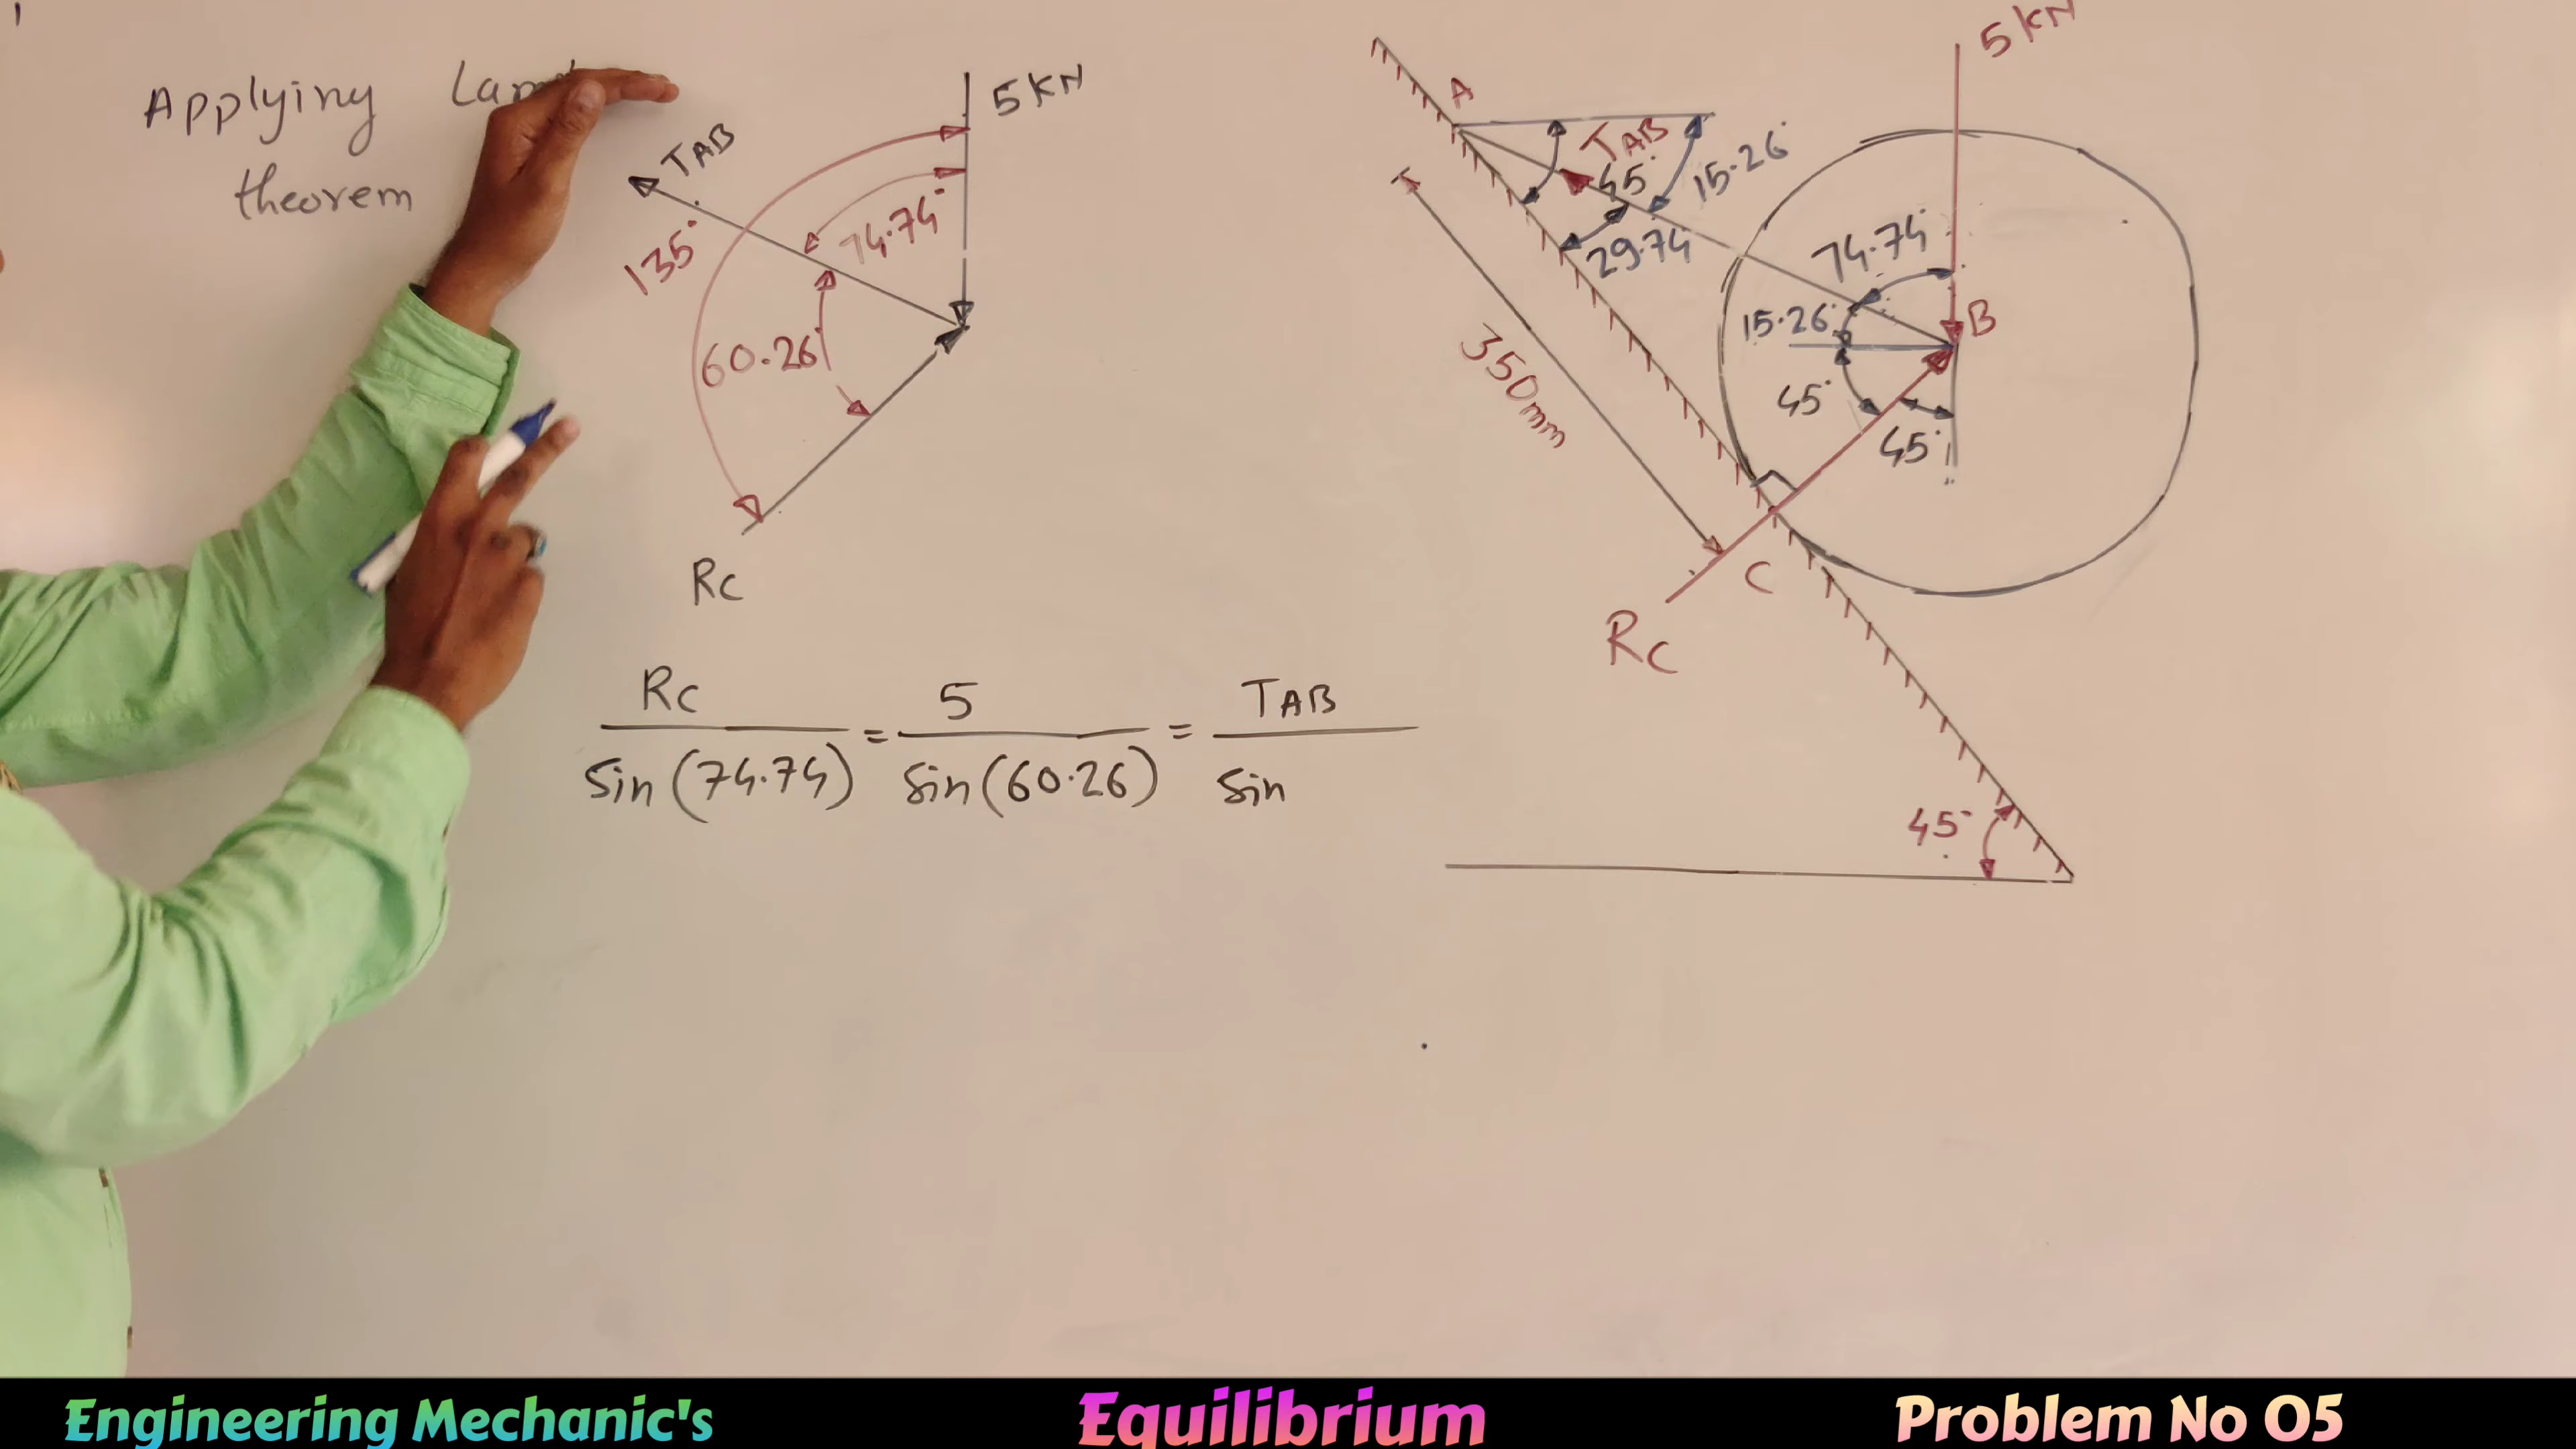 Applying
theorem
TAB
5 KN
135°
74.74°
60.26
RC
RC / Sin (74.74) = 5 / Sin (60.26) = TAB / Sin
5 KN
A
TAB
45°
15.26°
29.74
350mm
74.74°
15.26°
B
45°
45°
C
RC
45°
Engineering Mechanic's
Equilibrium
Problem No 05